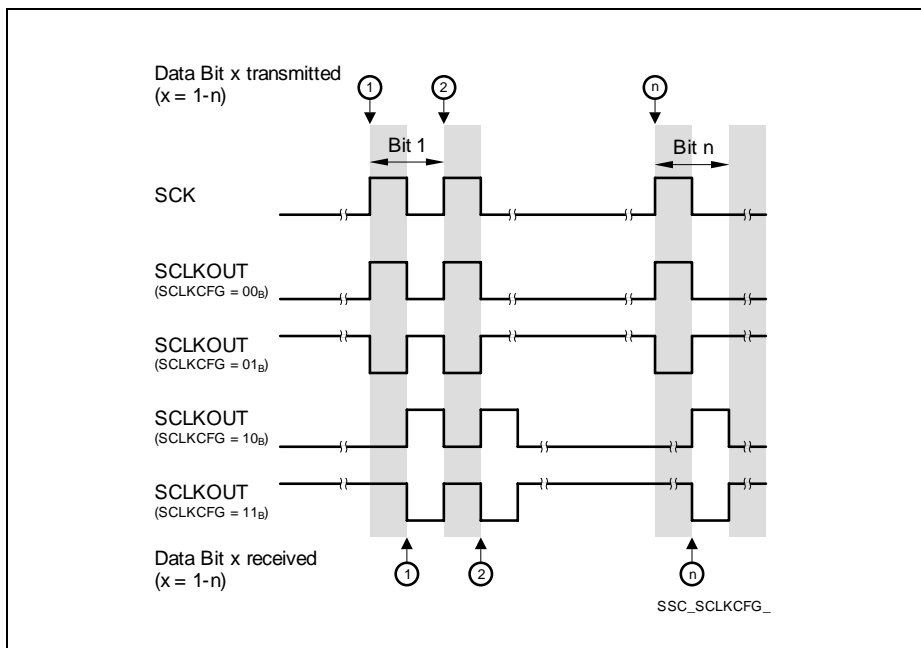 Data Bit x transmitted
(x = 1-n)
1 2 n
Bit 1 Bit n
SCK
SCLKOUT
(SCLKCFG = 00B)
SCLKOUT
(SCLKCFG = 01B)
SCLKOUT
(SCLKCFG = 10B)
SCLKOUT
(SCLKCFG = 11B)
Data Bit x received
(x = 1-n)
1 2 n
SSC_SCLKCFG_